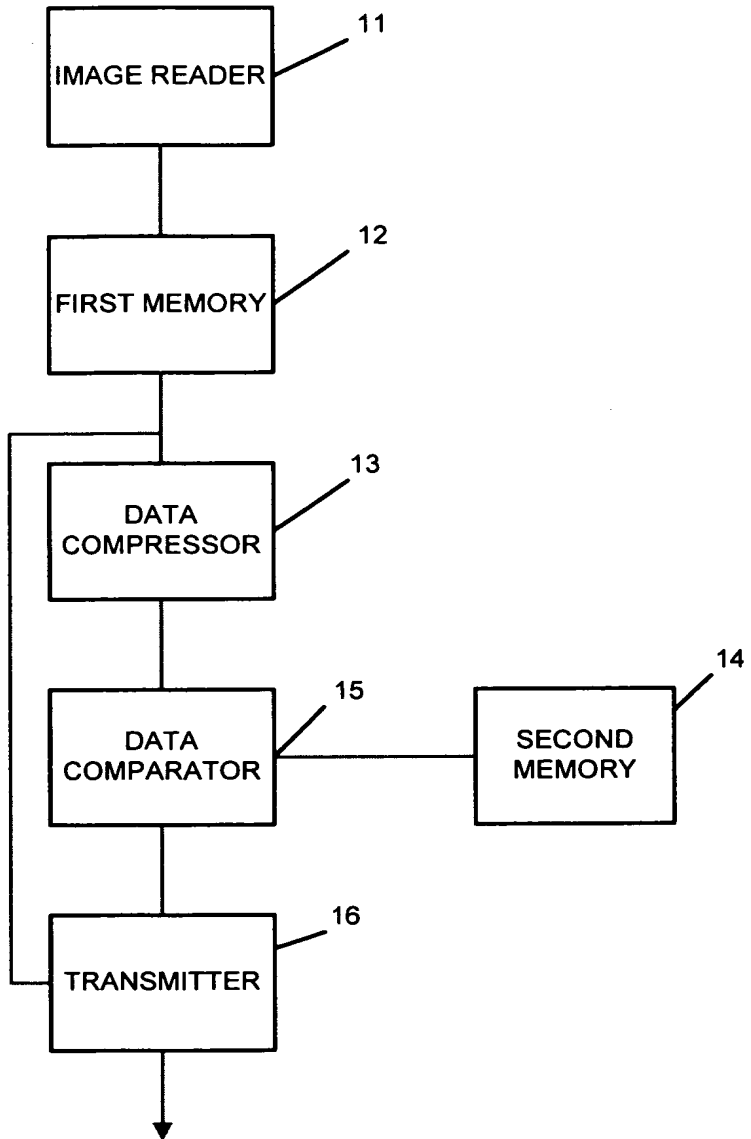 11
IMAGE READER
12
FIRST MEMORY
13
DATA
COMPRESSOR
14
15
DATA
COMPARATOR
SECOND
MEMORY
16
TRANSMITTER